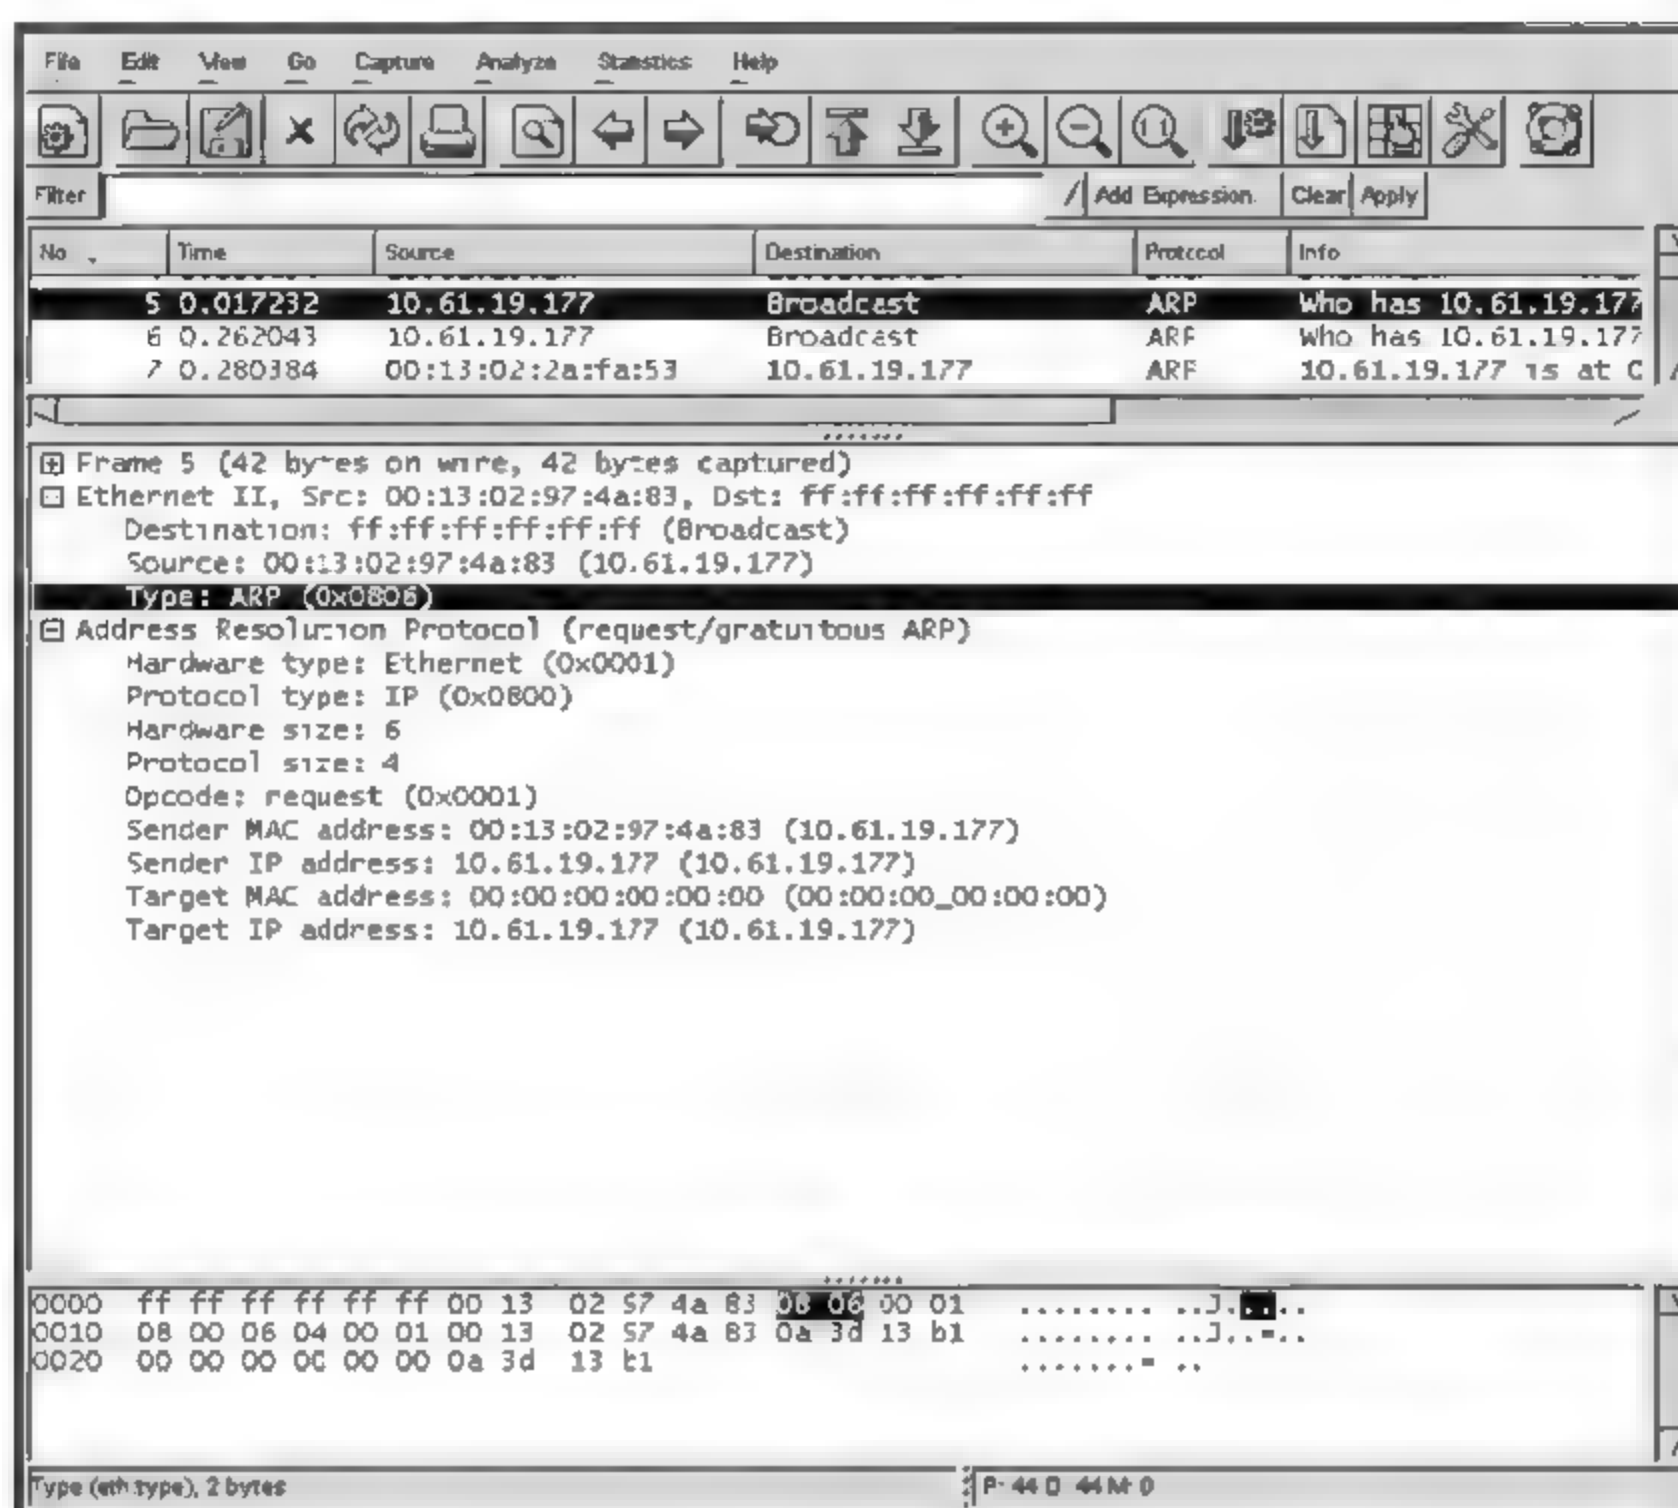 File Edit View Go Capture Analyze Statistics Help
Filter / Add Expression. Clear Apply
No . Time Source Destination Protocol Info
5 0.017232 10.61.19.177 Broadcast ARP Who has 10.61.19.177
6 0.262043 10.61.19.177 Broadcast ARP Who has 10.61.19.177
7 0.280384 00:13:02:2a:fa:53 10.61.19.177 ARP 10.61.19.177 is at
Frame 5 (42 bytes on wire, 42 bytes captured)
Ethernet II, Src: 00:13:02:97:4a:83, Dst: ff:ff:ff:ff:ff:ff
Destination: ff:ff:ff:ff:ff:ff (Broadcast)
Source: 00:13:02:97:4a:83 (10.61.19.177)
Type: ARP (0x0806)
Address Resolution Protocol (request/gratuitous ARP)
Hardware type: Ethernet (0x0001)
Protocol type: IP (0x0800)
Hardware size: 6
Protocol size: 4
Opcode: request (0x0001)
Sender MAC address: 00:13:02:97:4a:83 (10.61.19.177)
Sender IP address: 10.61.19.177 (10.61.19.177)
Target MAC address: 00:00:00:00:00:00 (00:00:00_00:00:00)
Target IP address: 10.61.19.177 (10.61.19.177)
0000 ff ff ff ff ff ff 00 13 02 97 4a 83 08 06 00 01 ........ ..J.....
0010 08 00 06 04 00 01 00 13 02 97 4a 83 0a 3d 13 b1 ........ ..J..=..
0020 00 00 00 00 00 00 0a 3d 13 b1 .......= ..
Type (eth.type), 2 bytes P: 44 D: 44 M: 0